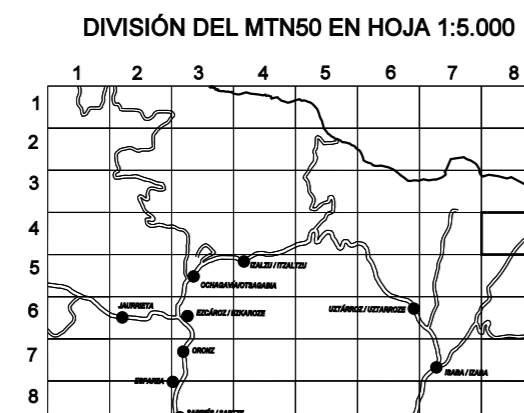 DIVISIÓN DEL MTN50 EN HOJA 1:5.000
1 2 3 4 5 6 7 8
1
2
3
4
5
IZALZU / ITZALTZU
OCHAGAVÍA/OTSAGABIA
6
JAURRIETA
EZCÁROZ / EZKAROZE
UZTÁRROZ / UZTARROZE
7
ORONZ
ISABA / IZABA
ESPARZA
8